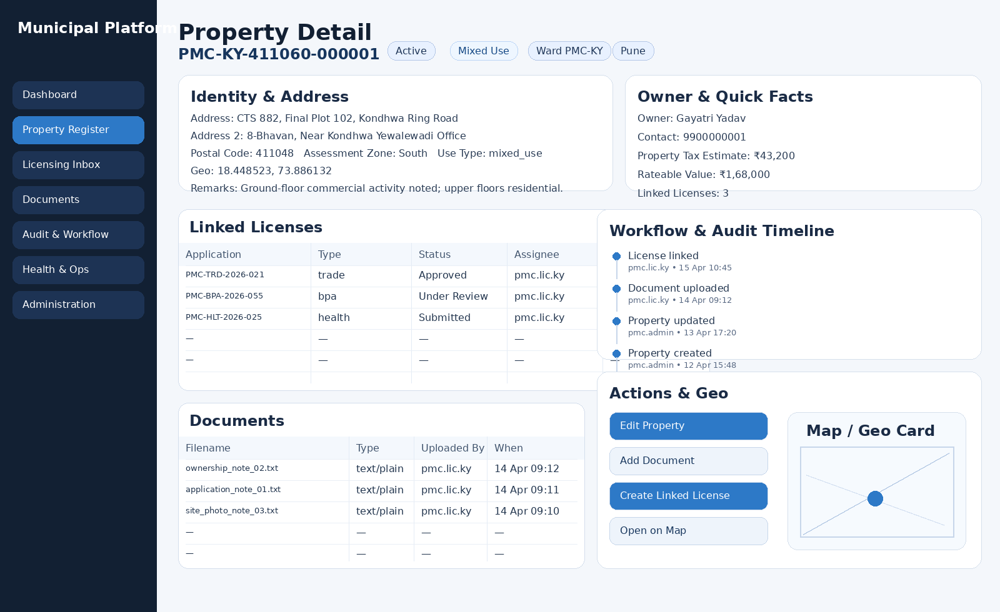 Municipal Platform
Dashboard
Property Register
Licensing Inbox
Documents
Audit & Workflow
Health & Ops
Administration
Property Detail
PMC-KY-411060-000001 Active Mixed Use Ward PMC-KY Pune
Identity & Address
Address: CTS 882, Final Plot 102, Kondhwa Ring Road
Address 2: 8-Bhavan, Near Kondhwa Yewalewadi Office
Postal Code: 411048 Assessment Zone: South Use Type: mixed_use
Geo: 18.448523, 73.886132
Remarks: Ground-floor commercial activity noted; upper floors residential.
Owner & Quick Facts
Owner: Gayatri Yadav
Contact: 9900000001
Property Tax Estimate: ₹43,200
Rateable Value: ₹1,68,000
Linked Licenses: 3
Linked Licenses
Application Type Status Assignee
PMC-TRD-2026-021 trade Approved pmc.lic.ky
PMC-BPA-2026-055 bpa Under Review pmc.lic.ky
PMC-HLT-2026-025 health Submitted pmc.lic.ky
— — — —
— — — — —
Workflow & Audit Timeline
License linked
pmc.lic.ky • 15 Apr 10:45
Document uploaded
pmc.lic.ky • 14 Apr 09:12
Property updated
pmc.admin • 13 Apr 17:20
Property created
pmc.admin • 12 Apr 15:48
Documents
Filename Type Uploaded By When
ownership_note_02.txt text/plain pmc.lic.ky 14 Apr 09:12
application_note_01.txt text/plain pmc.lic.ky 14 Apr 09:11
site_photo_note_03.txt text/plain pmc.lic.ky 14 Apr 09:10
— — — —
— — — —
Actions & Geo
Edit Property
Add Document
Create Linked License
Open on Map
Map / Geo Card